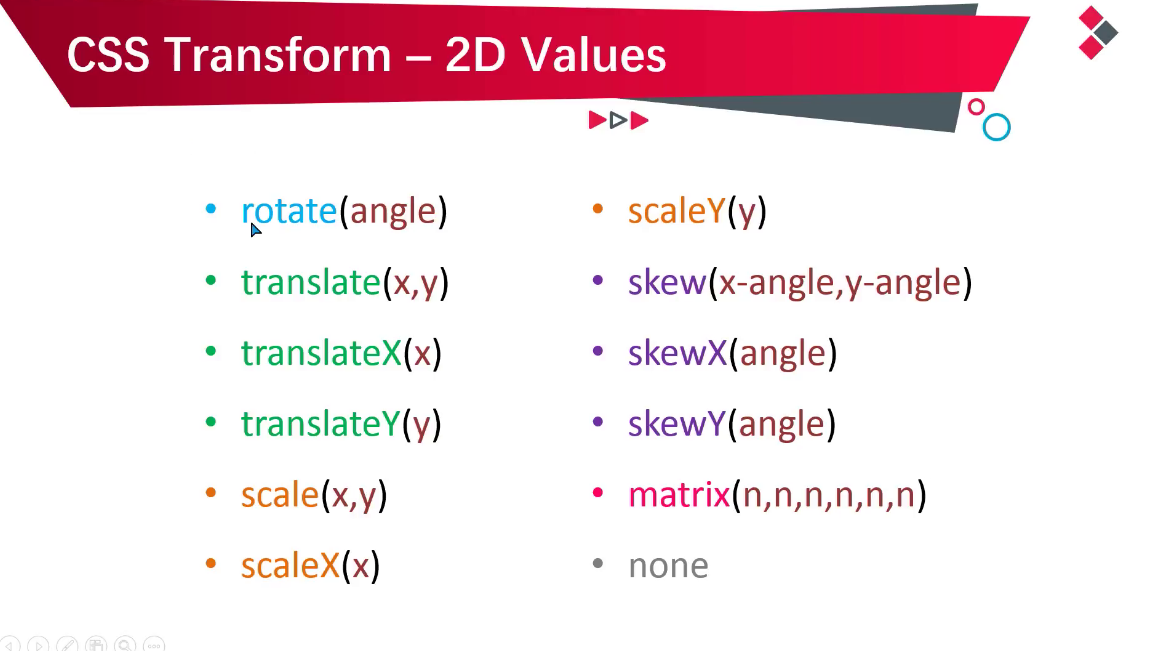 CSS Transform – 2D Values
• rotate(angle)
• translate(x,y)
• translateX(x)
• translateY(y)
• scale(x,y)
• scaleX(x)
• scaleY(y)
• skew(x-angle,y-angle)
• skewX(angle)
• skewY(angle)
• matrix(n,n,n,n,n,n)
• none